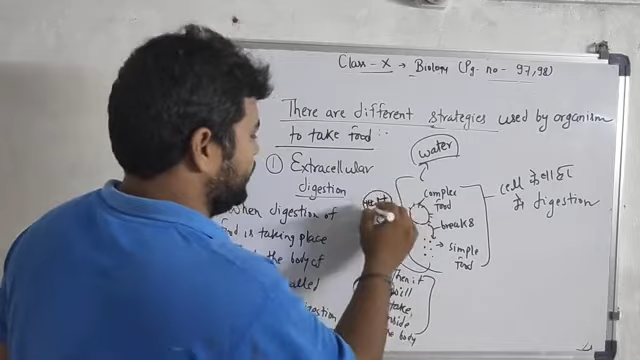 Class - X → Biology (Pg- no - 97,98)
There are different strategies used by organism
to take food :-
① Extracellular
digestion
When digestion of
food is taking place
the body of
called
water
complex
food
breaks
→ simple
food
cell के
में digestion
then it
will
take
inside
the body